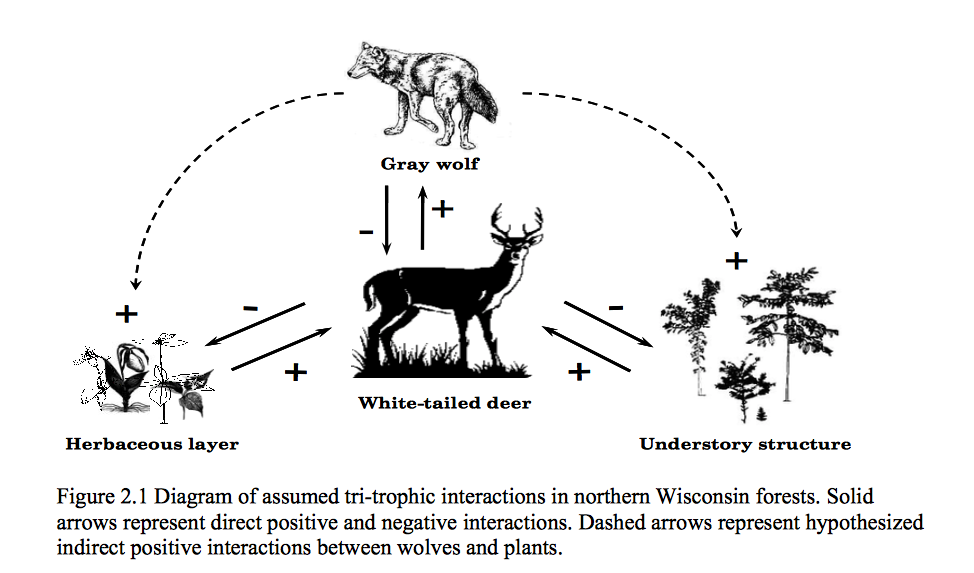 Gray wolf
-
+
+
+
-
-
+
+
White-tailed deer
Herbaceous layer
Understory structure
Figure 2.1 Diagram of assumed tri-trophic interactions in northern Wisconsin forests. Solid
arrows represent direct positive and negative interactions. Dashed arrows represent hypothesized
indirect positive interactions between wolves and plants.